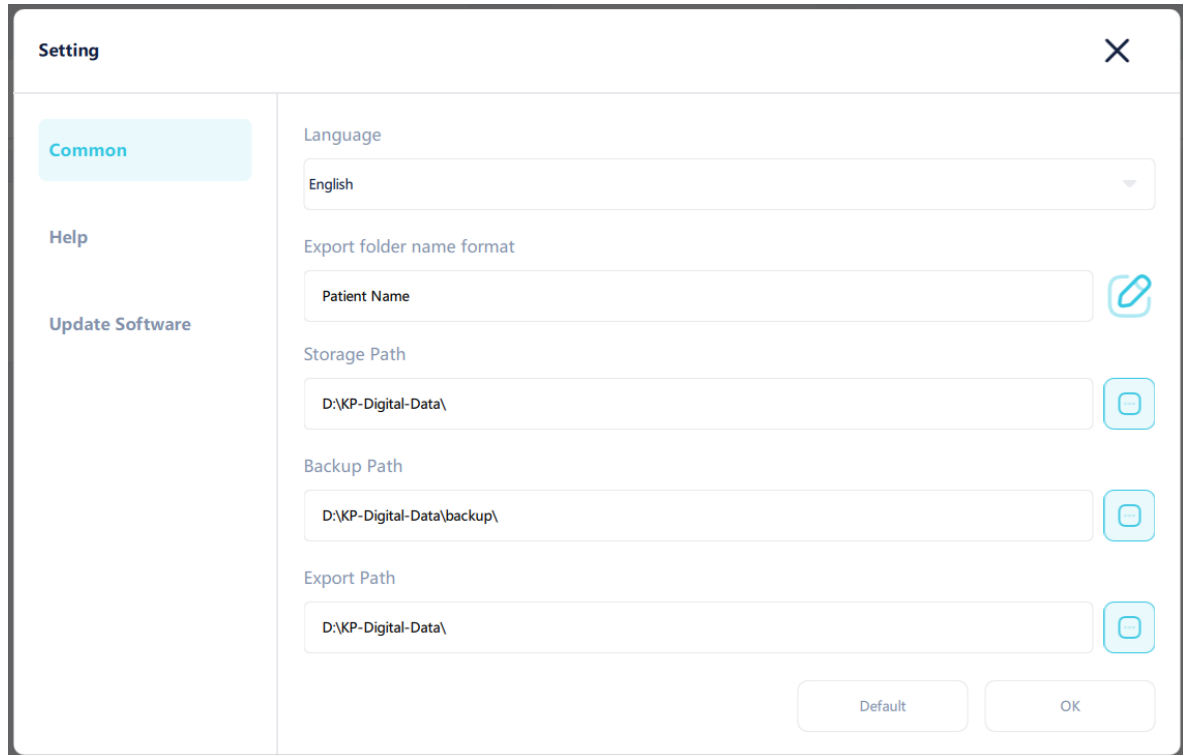 Setting
Common
Help
Update Software
Language
English
Export folder name format
Patient Name
Storage Path
D:\KP-Digital-Data\
Backup Path
D:\KP-Digital-Data\backup\
Export Path
D:\KP-Digital-Data\
Default
OK